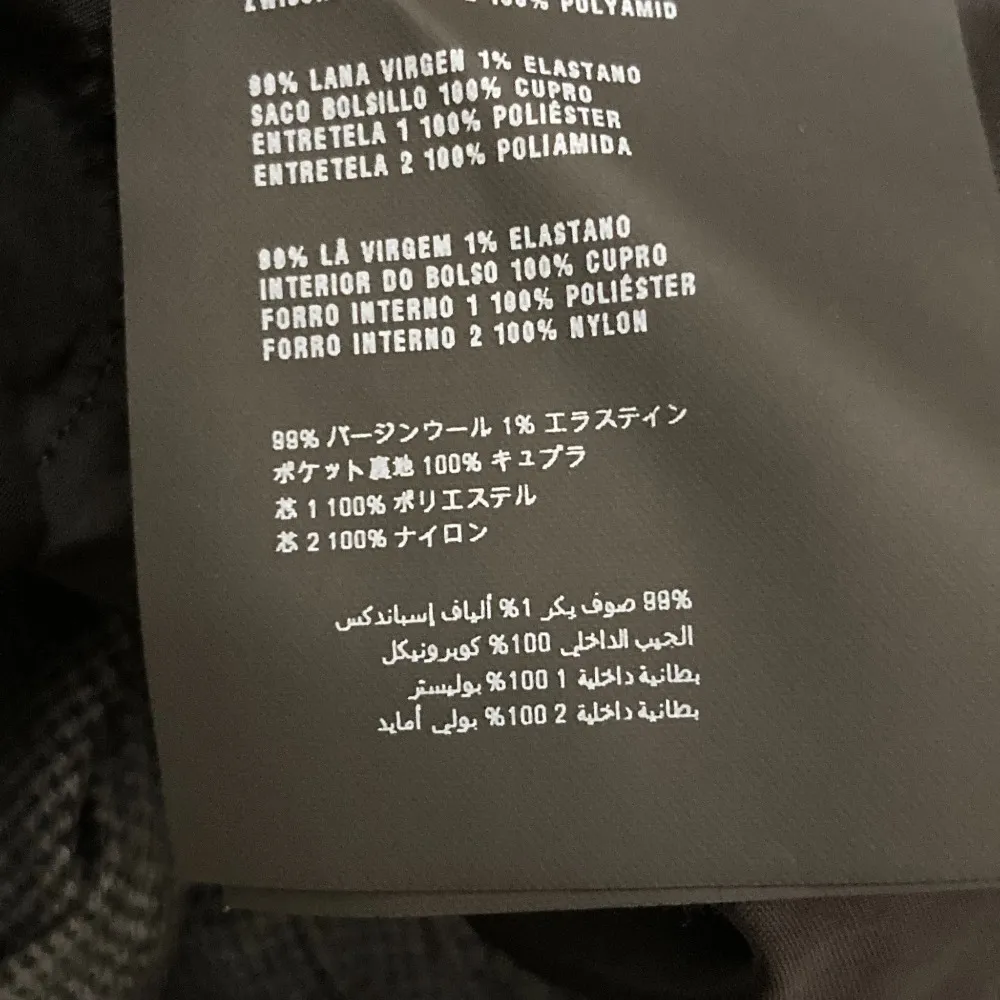 100% POLYAMID
99% LANA VIRGEN 1% ELASTANO
SACO BOLSILLO 100% CUPRO
ENTRETELA 1 100% POLIÉSTER
ENTRETELA 2 100% POLIAMIDA
99% LÃ VIRGEM 1% ELASTANO
INTERIOR DO BOLSO 100% CUPRO
FORRO INTERNO 1 100% POLIÉSTER
FORRO INTERNO 2 100% NYLON
99% バージンウール 1% エラステイン
ポケット裏地 100% キュプラ
芯 1 100% ポリエステル
芯 2 100% ナイロン
99% صوف بكر 1% ألياف إسباندكس
الجيب الداخلي 100% كوبرونيكل
بطانية داخلية 1 100% بوليستر
بطانية داخلية 2 100% بولي أمايد